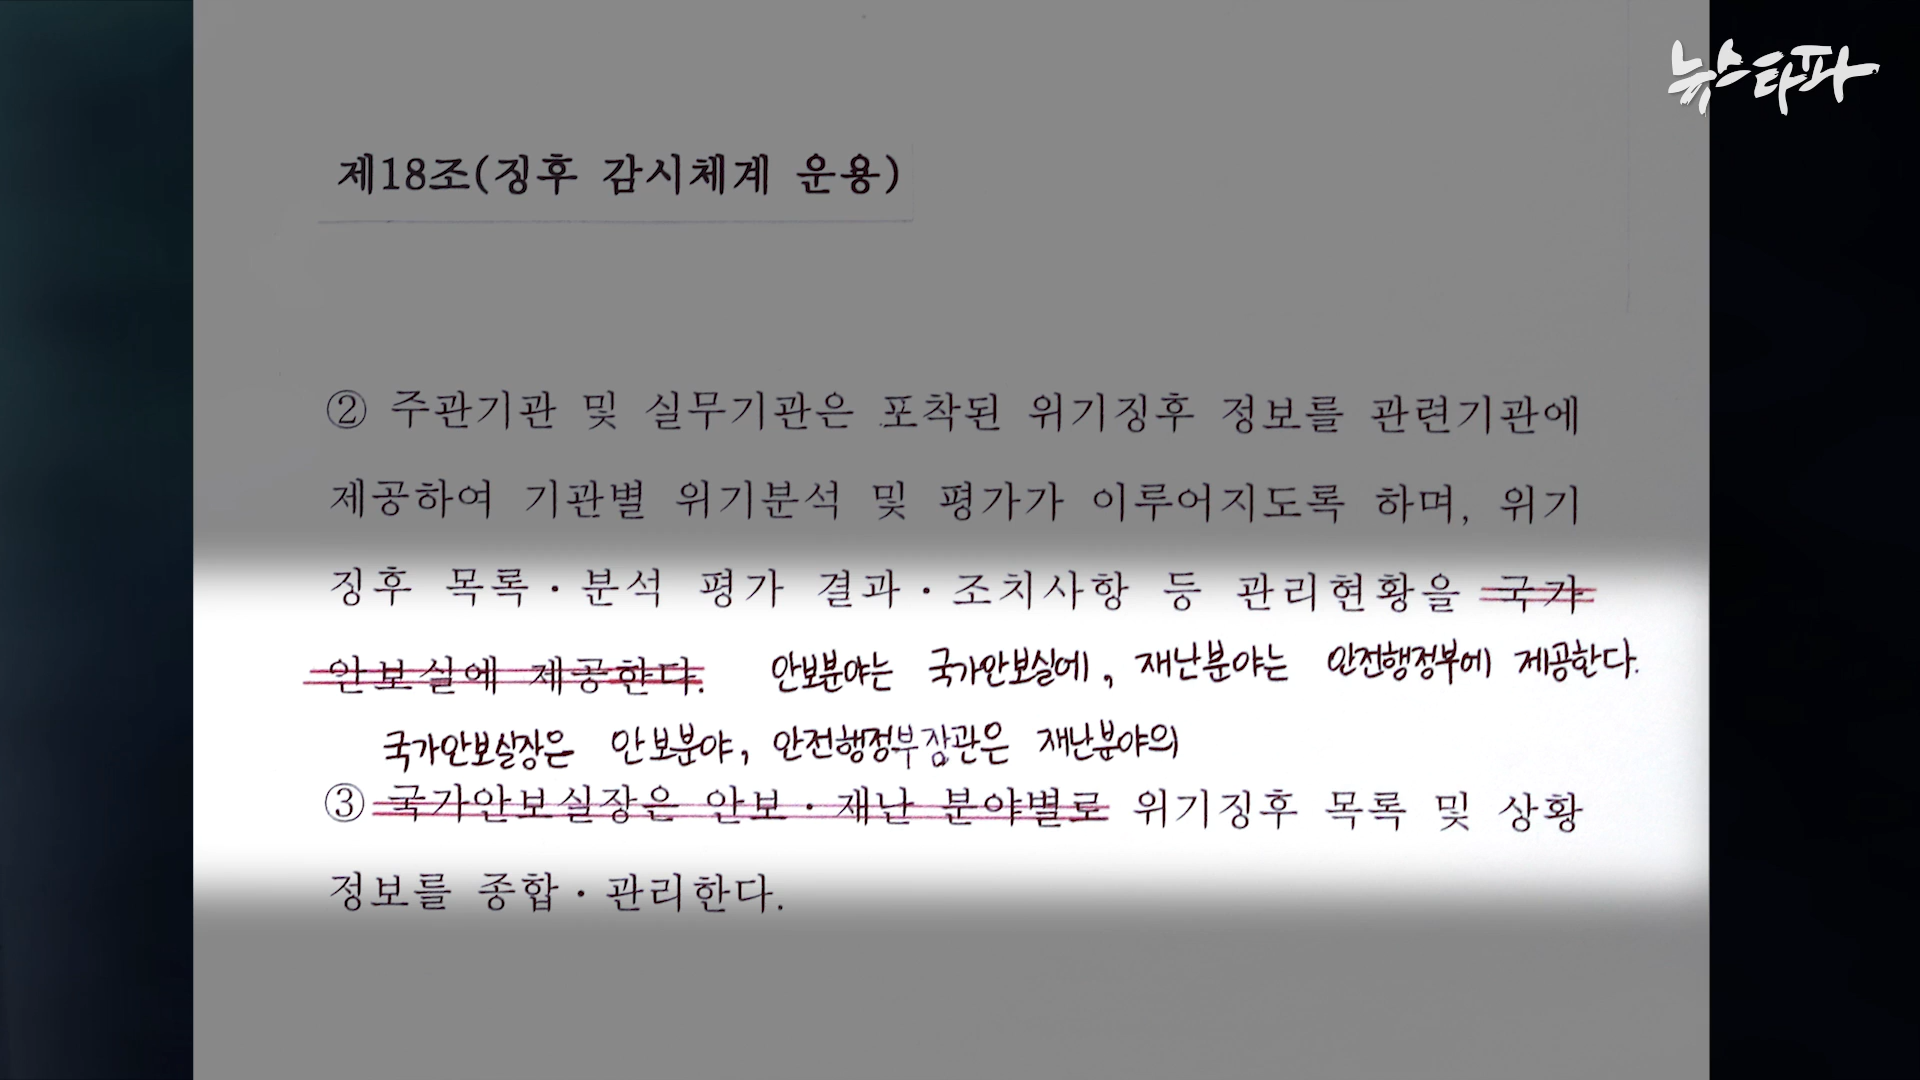 뉴스타파
제18조(징후 감시체계 운용)
② 주관기관 및 실무기관은 포착된 위기징후 정보를 관련기관에
제공하여 기관별 위기분석 및 평가가 이루어지도록 하며, 위기
징후 목록·분석 평가 결과·조치사항 등 관리현황을 국가
안보실에 제공한다. 안보분야는 국가안보실에, 재난분야는 안전행정부에 제공한다.
국가안보실장은 안보분야, 안전행정부장관은 재난분야의
③ 국가안보실장은 안보·재난 분야별로 위기징후 목록 및 상황
정보를 종합·관리한다.